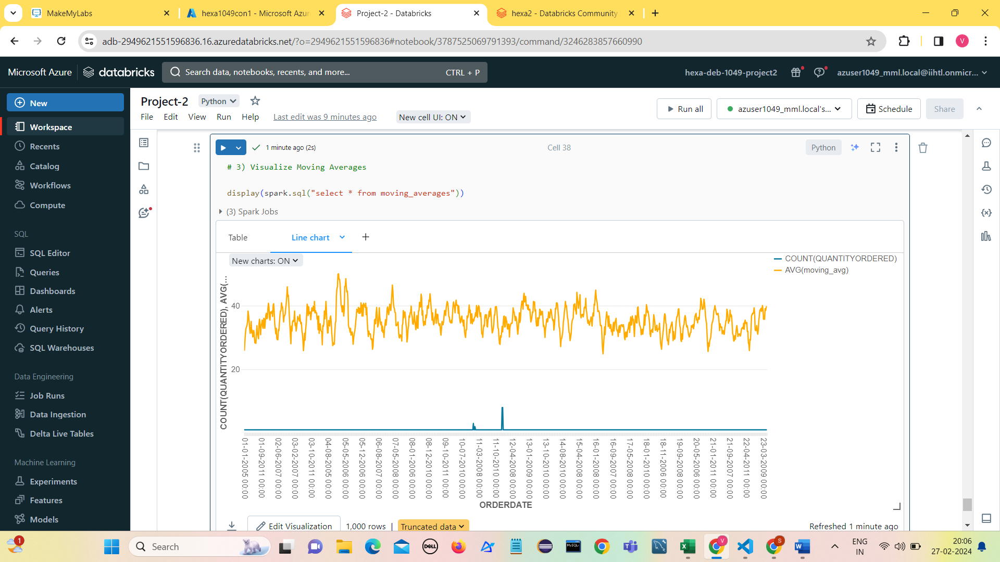 MakeMyLabs
hexa1049con1 - Microsoft Azur
Project-2 - Databricks
hexa2 - Databricks Community
adb-2949621551596836.16.azuredatabricks.net/?o=2949621551596836#notebook/3787525069791393/command/3246283857660990
V
Microsoft Azure
databricks
Search data, notebooks, recents, and more...
CTRL + P
hexa-deb-1049-project2
azuser1049_mml.local@iihtl.onmicr...
New
Workspace
Recents
Catalog
Workflows
Compute
SQL
SQL Editor
Queries
Dashboards
Alerts
Query History
SQL Warehouses
Data Engineering
Job Runs
Data Ingestion
Delta Live Tables
Machine Learning
Experiments
Features
Models
Project-2
Python
File
Edit
View
Run
Help
Last edit was 9 minutes ago
New cell UI: ON
Run all
azuser1049_mml.local's...
Schedule
Share
1 minute ago (2s)
Cell 38
Python
# 3) Visualize Moving Averages
display(spark.sql("select * from moving_averages"))
(3) Spark Jobs
Table
Line chart
New charts: ON
COUNT(QUANTITYORDERED)
AVG(moving_avg)
COUNT(QUANTITYORDERED), AVG(...
40
20
01-01-2005 00:00
01-09-2011 00:00
02-06-2007 00:00
03-02-2007 00:00
03-10-2011 00:00
04-08-2005 00:00
05-05-2006 00:00
05-12-2006 00:00
06-08-2007 00:00
07-05-2008 00:00
08-01-2006 00:00
08-12-2010 00:00
09-10-2011 00:00
10-07-2010 00:00
11-03-2008 00:00
11-10-2010 00:00
12-04-2008 00:00
13-01-2009 00:00
13-10-2010 00:00
14-08-2010 00:00
15-04-2008 00:00
16-01-2008 00:00
16-09-2007 00:00
17-05-2008 00:00
18-01-2010 00:00
18-11-2006 00:00
19-09-2008 00:00
20-05-2006 00:00
21-01-2011 00:00
21-09-2007 00:00
22-04-2011 00:00
23-03-2009 00:00
ORDERDATE
Edit Visualization
1,000 rows |
Truncated data
Refreshed 1 minute ago
1
Search
DELL
MySQL
V
S
ENG
IN
20:06
27-02-2024